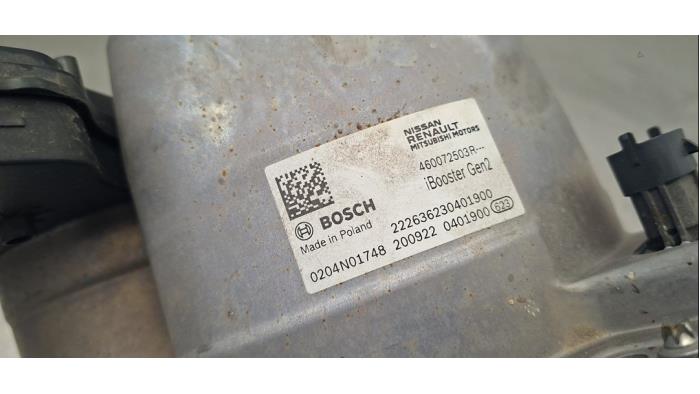 NISSAN
RENAULT
MITSUBISHI MOTORS
460072503R---
iBooster Gen2
BOSCH
Made in Poland
222636230401900
0204N01748 200922 0401900 623